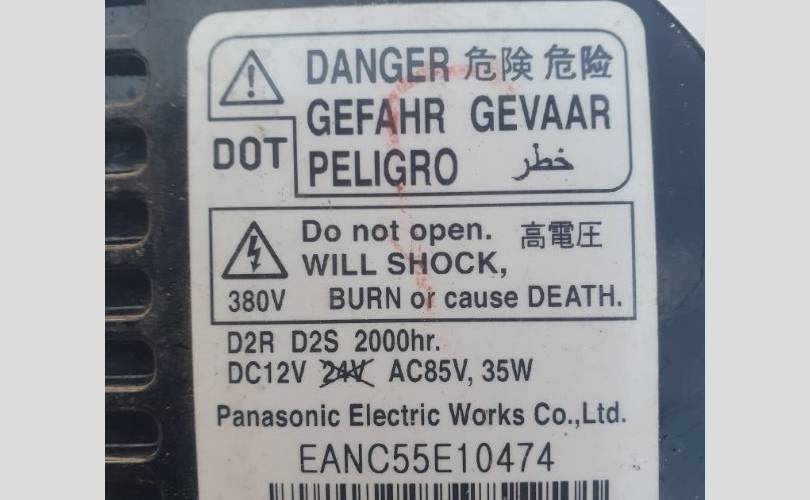 DANGER 危険 危险
GEFAHR GEVAAR
DOT PELIGRO خطر
Do not open. 高電圧
WILL SHOCK,
380V BURN or cause DEATH.
D2R D2S 2000hr.
DC12V 24V AC85V, 35W
Panasonic Electric Works Co.,Ltd.
EANC55E10474